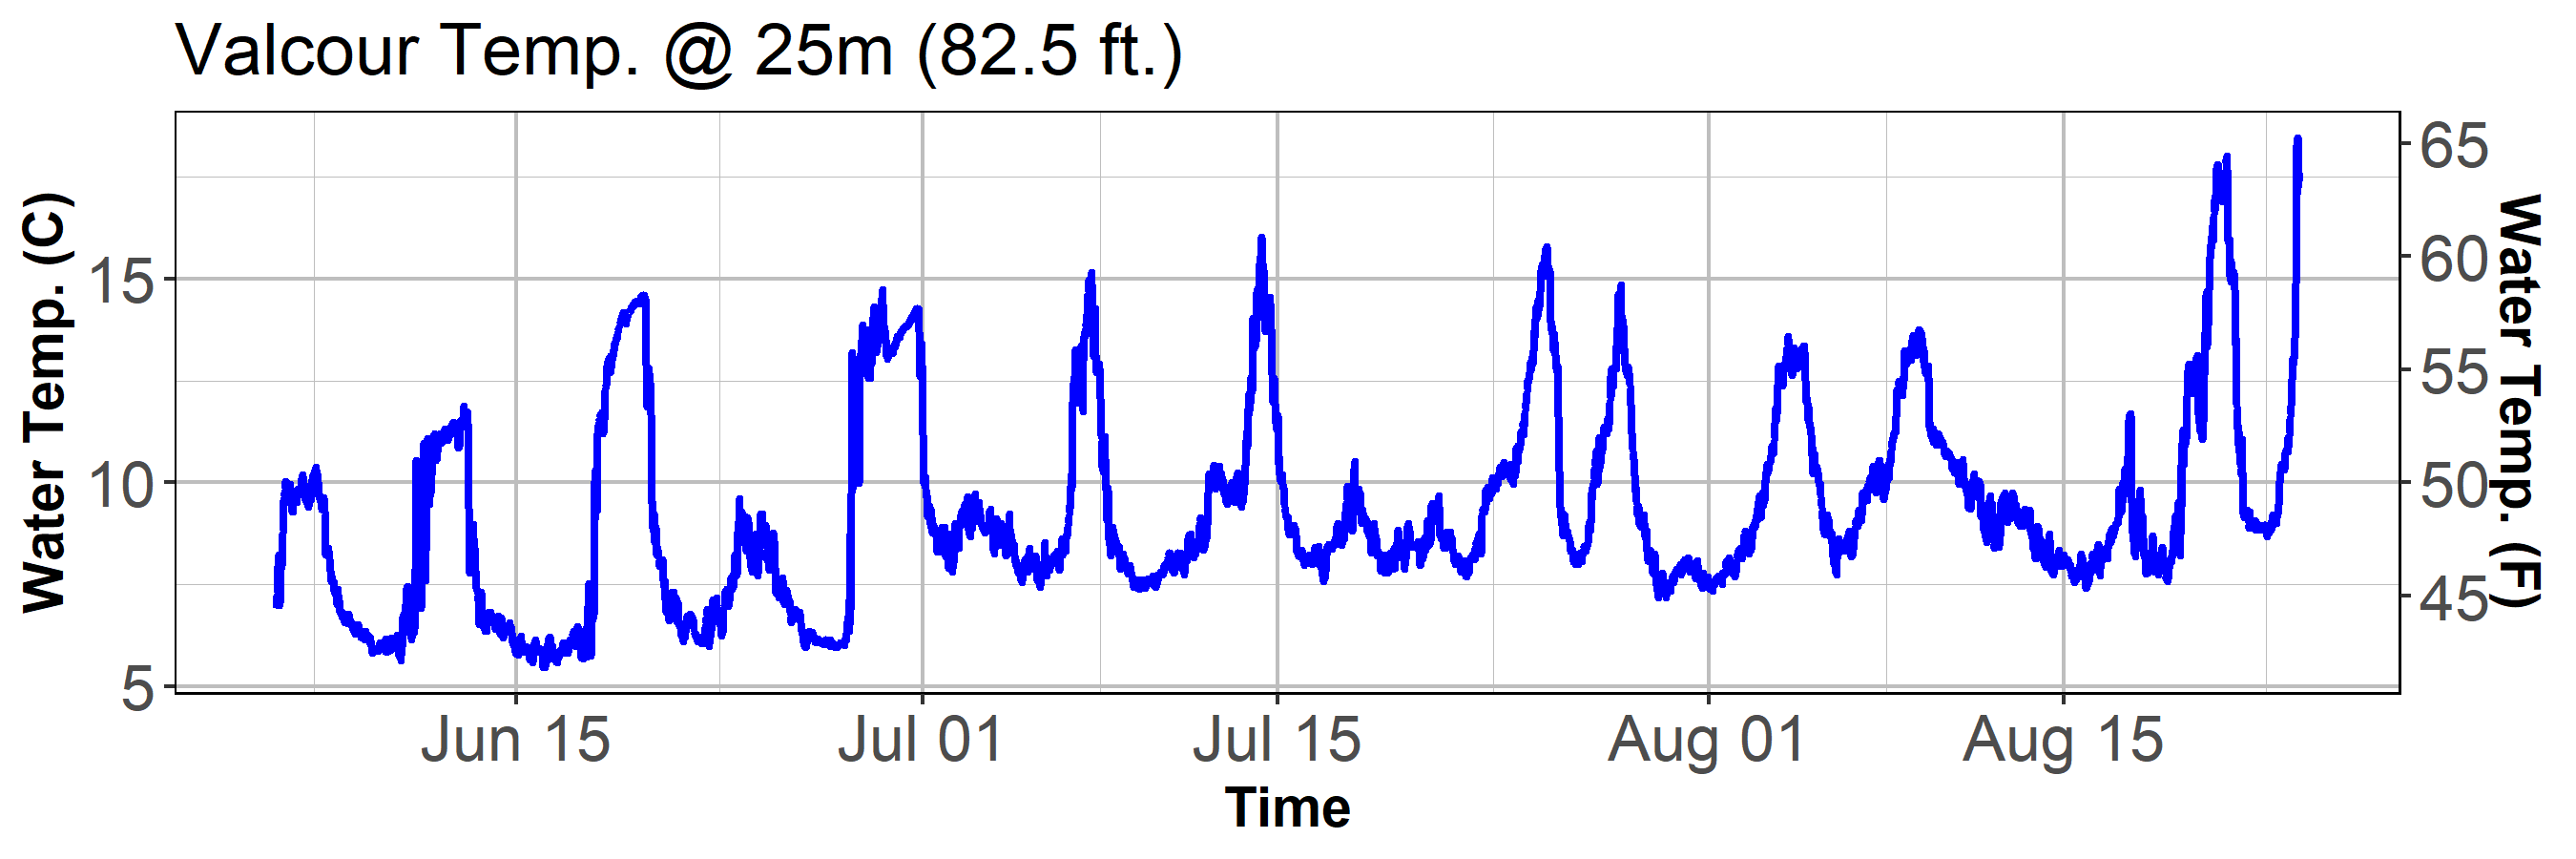 Valcour Temp. @ 25m (82.5 ft.)
Water Temp. (C)
15
10
5
65
60
55
50
45
Water Temp. (F)
Jun 15
Jul 01
Jul 15
Aug 01
Aug 15
Time